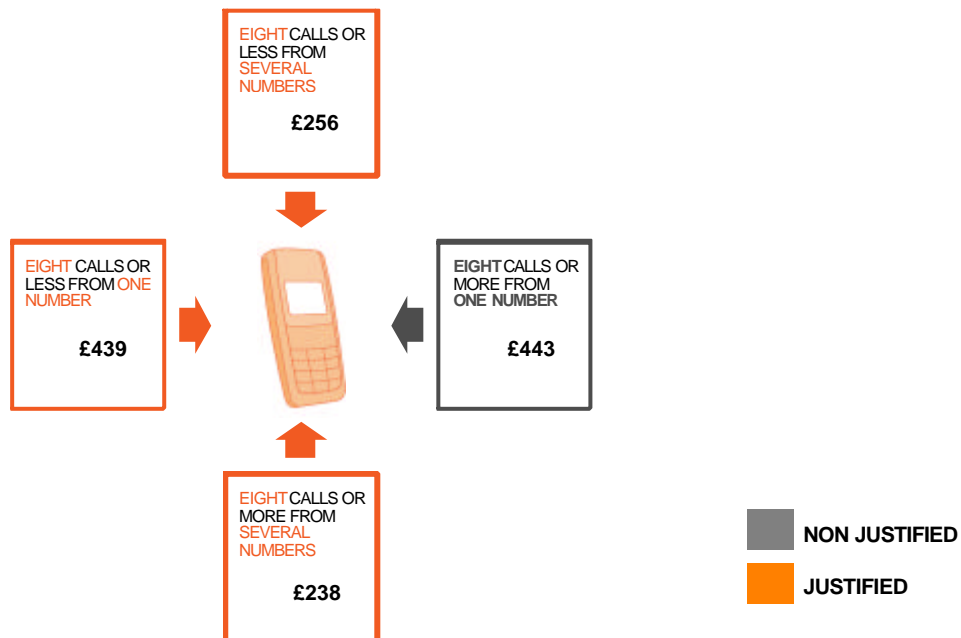 EIGHT CALLS OR
LESS FROM
SEVERAL
NUMBERS
£256
EIGHT CALLS OR
LESS FROM ONE
NUMBER
£439
EIGHT CALLS OR
MORE FROM
ONE NUMBER
£443
EIGHT CALLS OR
MORE FROM
SEVERAL
NUMBERS
£238
NON JUSTIFIED
JUSTIFIED